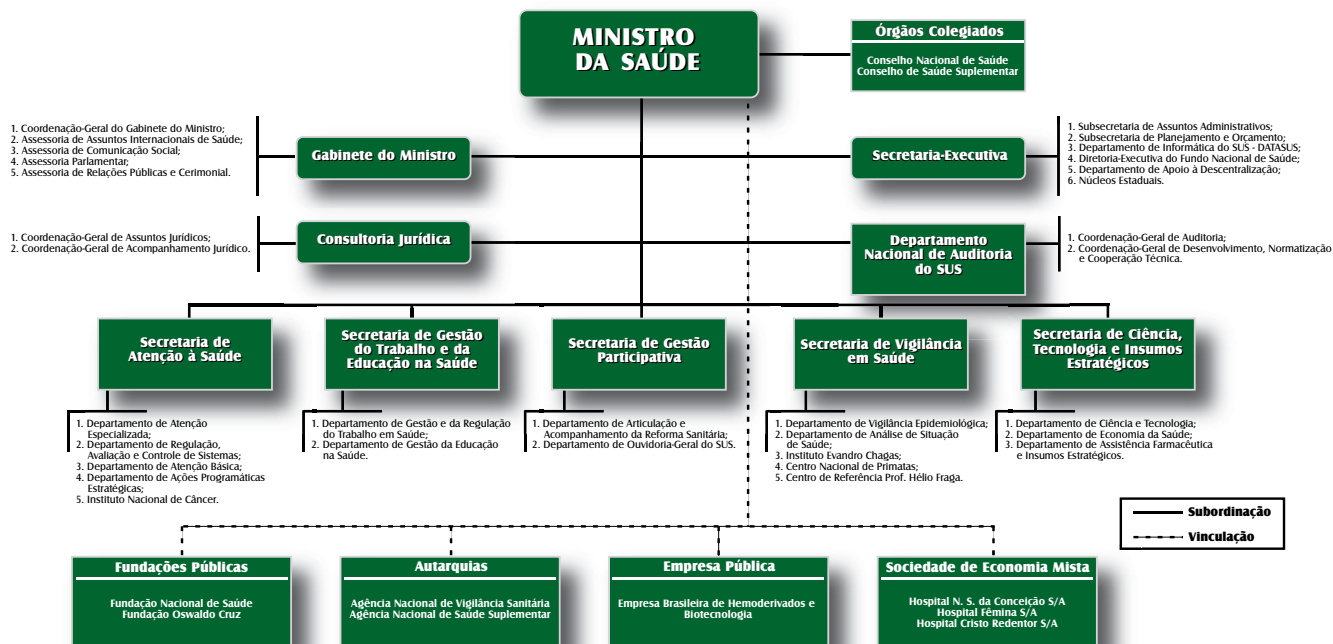 MINISTRO
DA SAÚDE
Órgãos Colegiados
Conselho Nacional de Saúde
Conselho de Saúde Suplementar
1. Coordenação-Geral do Gabinete do Ministro;
2. Assessoria de Assuntos Internacionais de Saúde;
3. Assessoria de Comunicação Social;
4. Assessoria Parlamentar;
5. Assessoria de Relações Públicas e Cerimonial.
Gabinete do Ministro
Secretaria-Executiva
1. Subsecretaria de Assuntos Administrativos;
2. Subsecretaria de Planejamento e Orçamento;
3. Departamento de Informática do SUS - DATASUS;
4. Diretoria-Executiva do Fundo Nacional de Saúde;
5. Departamento de Apoio à Descentralização;
6. Núcleos Estaduais.
1. Coordenação-Geral de Assuntos Jurídicos;
2. Coordenação-Geral de Acompanhamento Jurídico.
Consultoria Jurídica
Departamento
Nacional de Auditoria
do SUS
1. Coordenação-Geral de Auditoria;
2. Coordenação-Geral de Desenvolvimento, Normatização
e Cooperação Técnica.
Secretaria de
Atenção à Saúde
1. Departamento de Atenção
Especializada;
2. Departamento de Regulação,
Avaliação e Controle de Sistemas;
3. Departamento de Atenção Básica;
4. Departamento de Ações Programáticas
Estratégicas;
5. Instituto Nacional de Câncer.
Secretaria de Gestão
do Trabalho e da
Educação na Saúde
1. Departamento de Gestão e da Regulação
do Trabalho em Saúde;
2. Departamento de Gestão da Educação
na Saúde.
Secretaria de Gestão
Participativa
1. Departamento de Articulação e
Acompanhamento da Reforma Sanitária;
2. Departamento de Ouvidoria-Geral do SUS.
Secretaria de Vigilância
em Saúde
1. Departamento de Vigilância Epidemiológica;
2. Departamento de Análise de Situação
de Saúde;
3. Instituto Evandro Chagas;
4. Centro Nacional de Primatas;
5. Centro de Referência Prof. Hélio Fraga.
Secretaria de Ciência,
Tecnologia e Insumos
Estratégicos
1. Departamento de Ciência e Tecnologia;
2. Departamento de Economia da Saúde;
3. Departamento de Assistência Farmacêutica
e Insumos Estratégicos.
Subordinação
Vinculação
Fundações Públicas
Fundação Nacional de Saúde
Fundação Oswaldo Cruz
Autarquias
Agência Nacional de Vigilância Sanitária
Agência Nacional de Saúde Suplementar
Empresa Pública
Empresa Brasileira de Hemoderivados e
Biotecnologia
Sociedade de Economia Mista
Hospital N. S. da Conceição S/A
Hospital Fêmina S/A
Hospital Cristo Redentor S/A